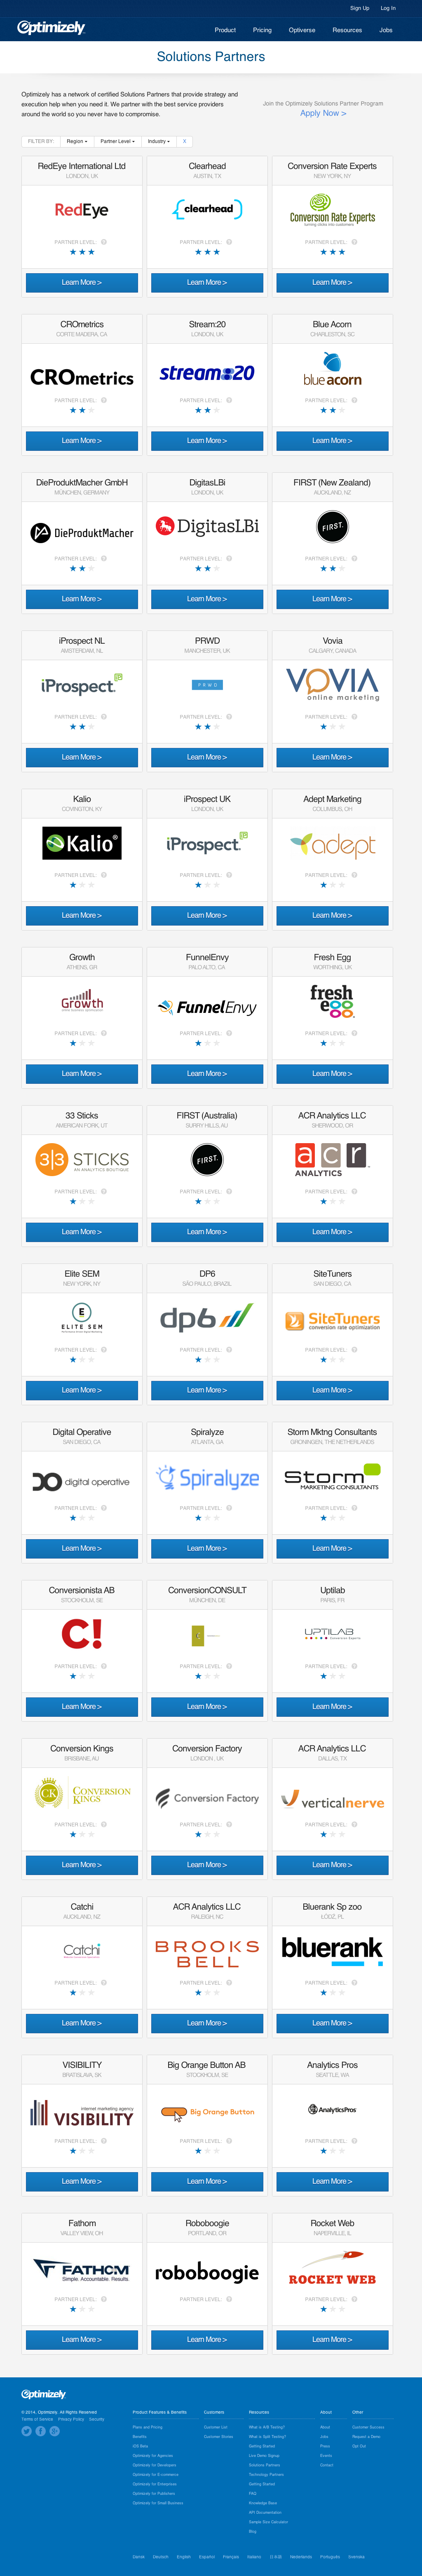 Sign Up Log In
Optimizely
Product Pricing Optiverse Resources Jobs
Solutions Partners
Optimizely has a network of certified Solutions Partners that provide strategy and
execution help when you need it. We partner with the best service providers
around the world so you never have to compromise.
Join the Optimizely Solutions Partner Program
Apply Now >
FILTER BY: Region Partner Level Industry X
RedEye International Ltd
LONDON, UK
RedEye
PARTNER LEVEL:
Learn More >
Clearhead
AUSTIN, TX
{clearhead}
PARTNER LEVEL:
Learn More >
Conversion Rate Experts
NEW YORK, NY
Conversion Rate Experts
turning clicks into customers
PARTNER LEVEL:
Learn More >
CROmetrics
CORTE MADERA, CA
CROmetrics
PARTNER LEVEL:
Learn More >
Stream:20
LONDON, UK
stream:20
PARTNER LEVEL:
Learn More >
Blue Acorn
CHARLESTON, SC
blueacorn
PARTNER LEVEL:
Learn More >
DieProduktMacher GmbH
MÜNCHEN, GERMANY
DieProduktMacher
PARTNER LEVEL:
Learn More >
DigitasLBi
LONDON, UK
DigitasLBi
PARTNER LEVEL:
Learn More >
FIRST (New Zealand)
AUCKLAND, NZ
FIRST.
PARTNER LEVEL:
Learn More >
iProspect NL
AMSTERDAM, NL
iProspect
PARTNER LEVEL:
Learn More >
PRWD
MANCHESTER, UK
PRWD
PARTNER LEVEL:
Learn More >
Vovia
CALGARY, CANADA
VOVIA
online marketing
PARTNER LEVEL:
Learn More >
Kalio
COVINGTON, KY
Kalio®
PARTNER LEVEL:
Learn More >
iProspect UK
LONDON, UK
iProspect
PARTNER LEVEL:
Learn More >
Adept Marketing
COLUMBUS, OH
adept
PARTNER LEVEL:
Learn More >
Growth
ATHENS, GR
Growth
PARTNER LEVEL:
Learn More >
FunnelEnvy
PALO ALTO, CA
FunnelEnvy
PARTNER LEVEL:
Learn More >
Fresh Egg
WORTHING, UK
fresh
egg
PARTNER LEVEL:
Learn More >
33 Sticks
AMERICAN FORK, UT
3|3 STICKS
AN ANALYTICS BOUTIQUE
PARTNER LEVEL:
Learn More >
FIRST (Australia)
SURRY HILLS, AU
FIRST.
PARTNER LEVEL:
Learn More >
ACR Analytics LLC
SHERWOOD, OR
acr
ANALYTICS
PARTNER LEVEL:
Learn More >
Elite SEM
NEW YORK, NY
E
ELITE SEM
PARTNER LEVEL:
Learn More >
DP6
SÃO PAULO, BRAZIL
dp6
PARTNER LEVEL:
Learn More >
SiteTuners
SAN DIEGO, CA
SiteTuners
conversion rate optimization
PARTNER LEVEL:
Learn More >
Digital Operative
SAN DIEGO, CA
digital operative
PARTNER LEVEL:
Learn More >
Spiralyze
ATLANTA, GA
Spiralyze
PARTNER LEVEL:
Learn More >
Storm Mktng Consultants
GRONINGEN, THE NETHERLANDS
Storm
MARKETING CONSULTANTS
PARTNER LEVEL:
Learn More >
Conversionista AB
STOCKHOLM, SE
C!
PARTNER LEVEL:
Learn More >
ConversionCONSULT
MÜNCHEN, DE
PARTNER LEVEL:
Learn More >
Uptilab
PARIS, FR
UPTILAB
PARTNER LEVEL:
Learn More >
Conversion Kings
BRISBANE, AU
CK CONVERSION
KINGS
PARTNER LEVEL:
Learn More >
Conversion Factory
LONDON, UK
Conversion Factory
PARTNER LEVEL:
Learn More >
ACR Analytics LLC
DALLAS, TX
verticalnerve
PARTNER LEVEL:
Learn More >
Catchi
AUCKLAND, NZ
Catchi
PARTNER LEVEL:
Learn More >
ACR Analytics LLC
RALEIGH, NC
BROOKS
BELL
PARTNER LEVEL:
Learn More >
Bluerank Sp zoo
ŁÓDŹ, PL
bluerank
PARTNER LEVEL:
Learn More >
VISIBILITY
BRATISLAVA, SK
internet marketing agency
VISIBILITY
PARTNER LEVEL:
Learn More >
Big Orange Button AB
STOCKHOLM, SE
Big Orange Button
PARTNER LEVEL:
Learn More >
Analytics Pros
SEATTLE, WA
AnalyticsPros
PARTNER LEVEL:
Learn More >
Fathom
VALLEY VIEW, OH
FATHOM
Simple. Accountable. Results.
PARTNER LEVEL:
Learn More >
Roboboogie
PORTLAND, OR
roboboogie
PARTNER LEVEL:
Learn More >
Rocket Web
NAPERVILLE, IL
ROCKET WEB
PARTNER LEVEL:
Learn More >
Optimizely
© 2014, Optimizely. All Rights Reserved
Terms of Service Privacy Policy Security
Product Features & Benefits
Plans and Pricing
Benefits
iOS Beta
Optimizely for Agencies
Optimizely for Developers
Optimizely for E-commerce
Optimizely for Enterprises
Optimizely for Publishers
Optimizely for Small Business
Customers
Customer List
Customer Stories
Resources
What is A/B Testing?
What is Split Testing?
Getting Started
Live Demo Signup
Solutions Partners
Technology Partners
Getting Started
FAQ
Knowledge Base
API Documentation
Sample Size Calculator
Blog
About
About
Jobs
Press
Events
Contact
Other
Customer Success
Request a Demo
Opt Out
Dansk Deutsch English Español Français Italiano 日本語 Nederlands Português Svenska